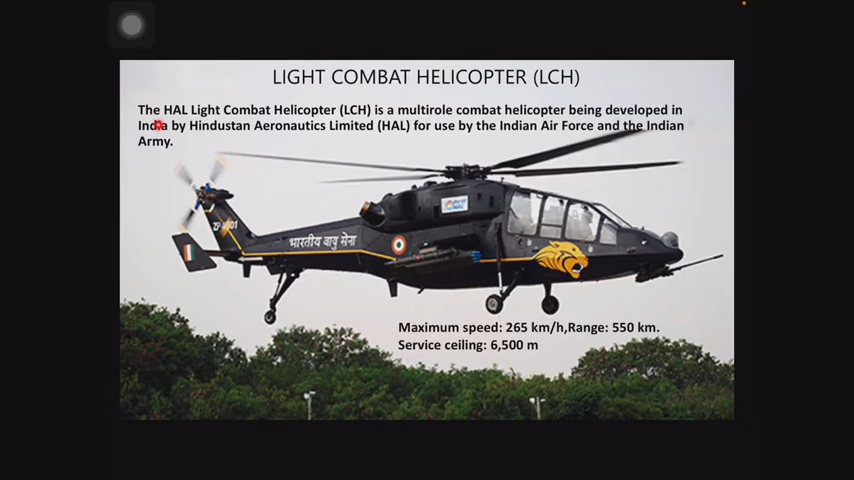 LIGHT COMBAT HELICOPTER (LCH)
The HAL Light Combat Helicopter (LCH) is a multirole combat helicopter being developed in
India by Hindustan Aeronautics Limited (HAL) for use by the Indian Air Force and the Indian
Army.
भारतीय वायु सेना
HAL
Maximum speed: 265 km/h,Range: 550 km.
Service ceiling: 6,500 m